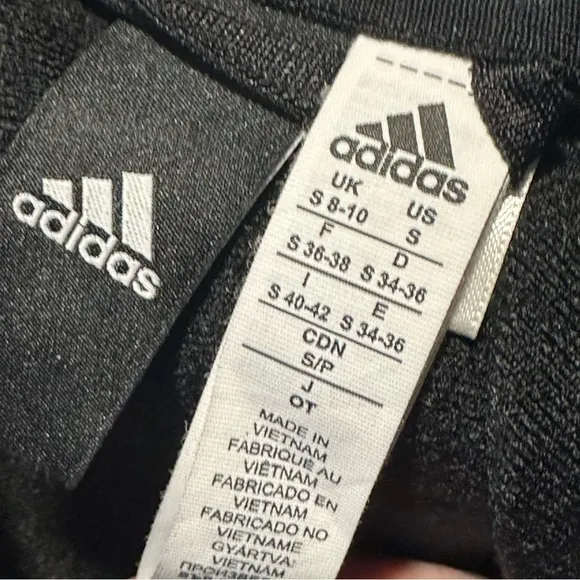 adidas
adidas
UK US
S 8-10 S
F D
S 36-38 S 34-36
I E
S 40-42 S 34-36
CDN
S/P
J
OT
MADE IN
VIETNAM
FABRIQUÉ AU
VIÊTNAM
FABRICADO EN
VIETNAM
FABRICADO NO
VIETNAME
GYÁRTVA:
VIETNAM